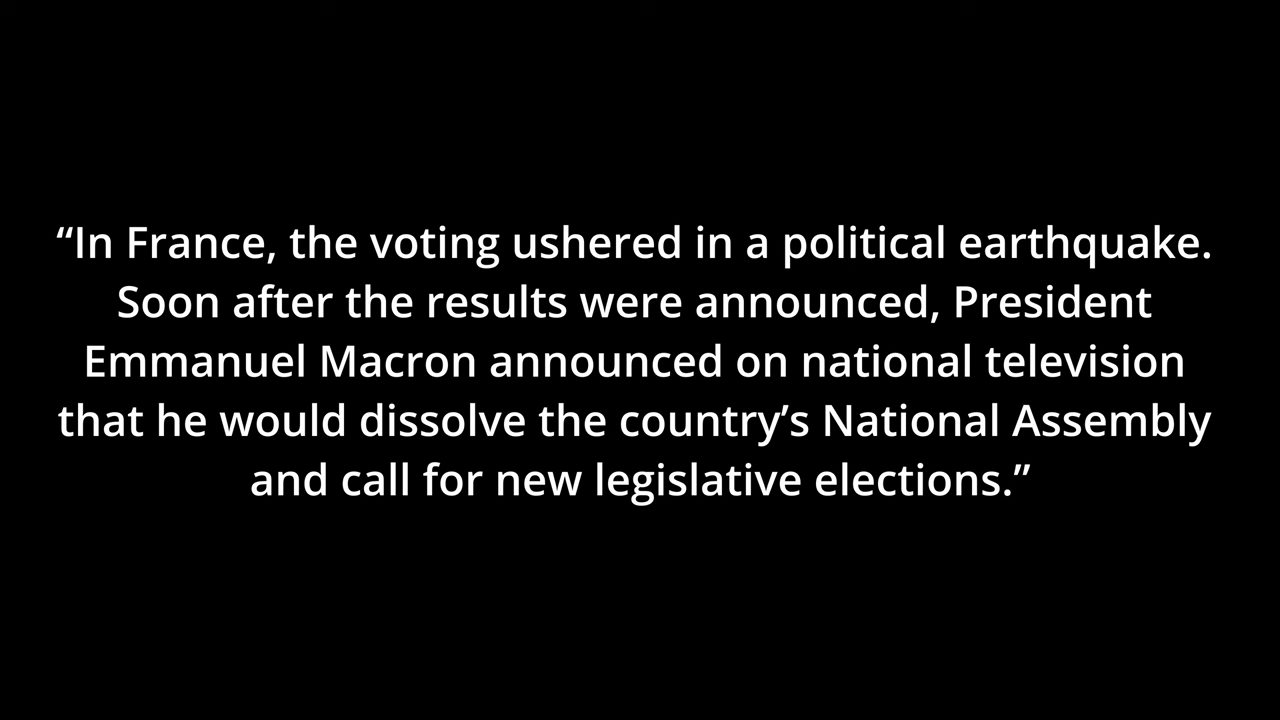 “In France, the voting ushered in a political earthquake.
Soon after the results were announced, President
Emmanuel Macron announced on national television
that he would dissolve the country’s National Assembly
and call for new legislative elections.”